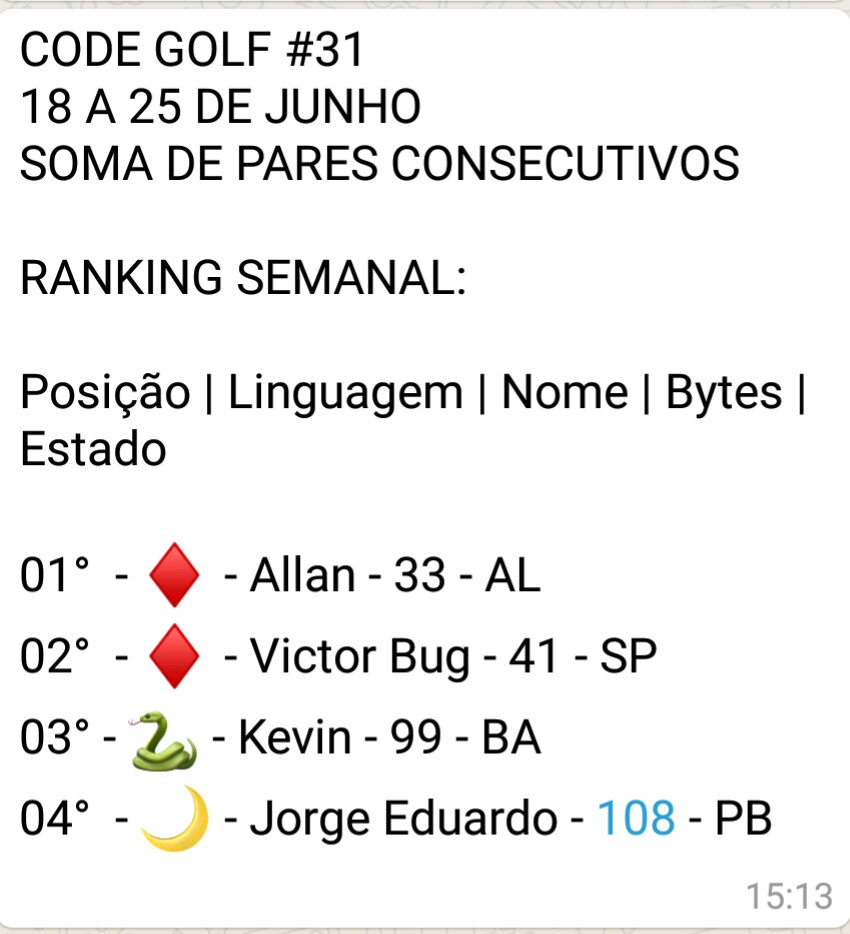 CODE GOLF #31
18 A 25 DE JUNHO
SOMA DE PARES CONSECUTIVOS
RANKING SEMANAL:
Posição | Linguagem | Nome | Bytes |
Estado
01° - ♦️ - Allan - 33 - AL
02° - ♦️ - Victor Bug - 41 - SP
03° - 🐍 - Kevin - 99 - BA
04° - 🌙 - Jorge Eduardo - 108 - PB
15:13